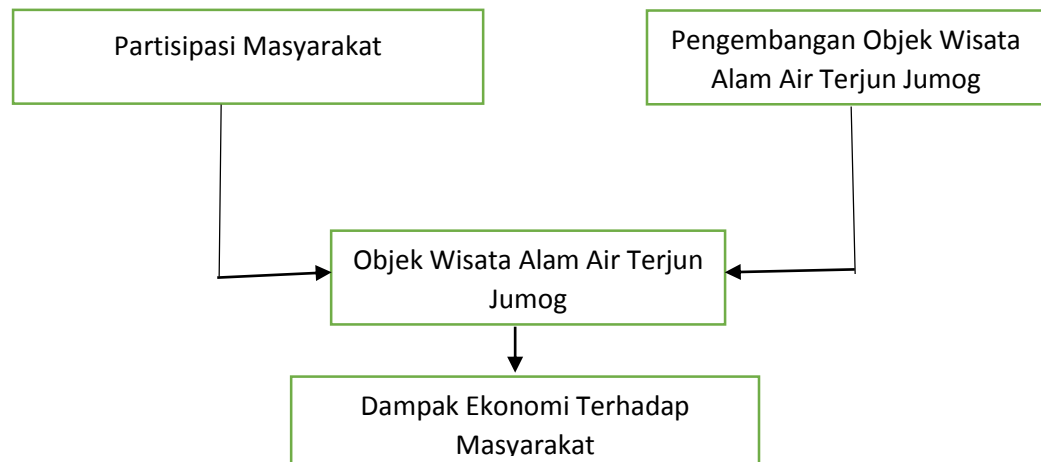 Partisipasi Masyarakat
Pengembangan Objek Wisata
Alam Air Terjun Jumog
Objek Wisata Alam Air Terjun
Jumog
Dampak Ekonomi Terhadap
Masyarakat